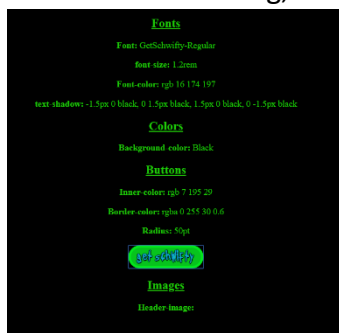 Fonts
Font: GetSchwifty-Regular
font-size: 1.2rem
Font-color: rgb 16 174 197
text-shadow: -1.5px 0 black, 0 1.5px black, 1.5px 0 black, 0 -1.5px black
Colors
Background-color: Black
Buttons
Inner-color: rgb 7 195 29
Border-color: rgba 0 255 30 0.6
Radius: 50pt
get schwifty
Images
Header-image: